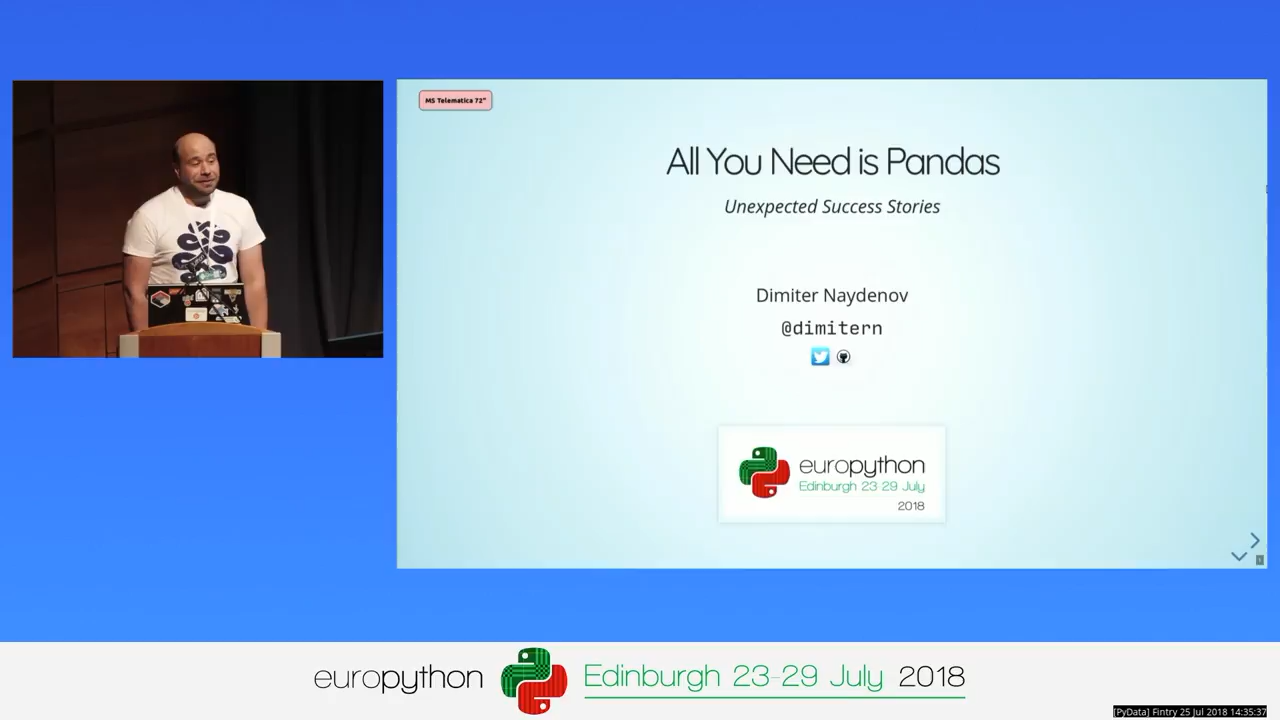 MS Telematica 72"
All You Need is Pandas
Unexpected Success Stories
Dimiter Naydenov
@dimitern
europython
Edinburgh 23-29 July
2018
europython Edinburgh 23-29 July 2018
[PyData] Fintry 25 Jul 2018 14:35:37